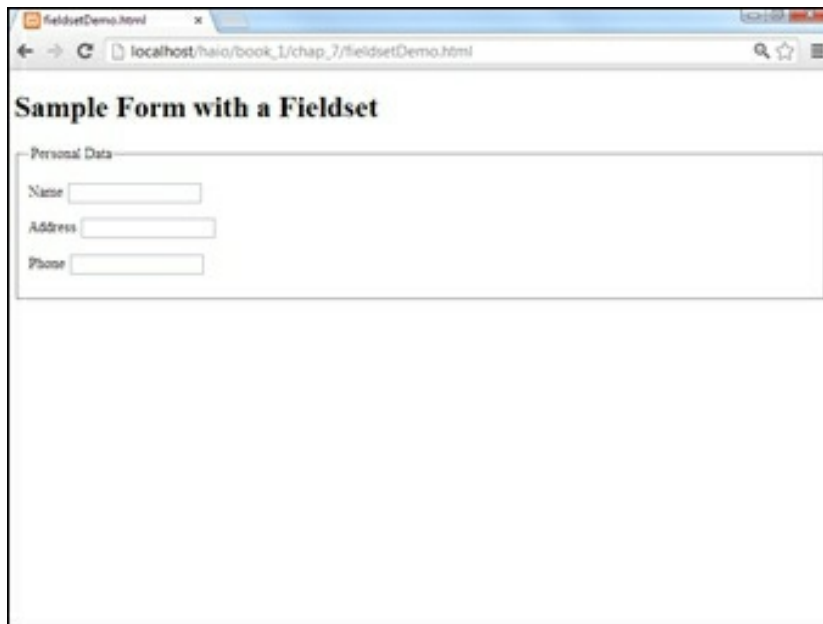 fieldsetDemo.html
localhost/haio/book_1/chap_7/fieldsetDemo.html
Sample Form with a Fieldset
Personal Data
Name
Address
Phone